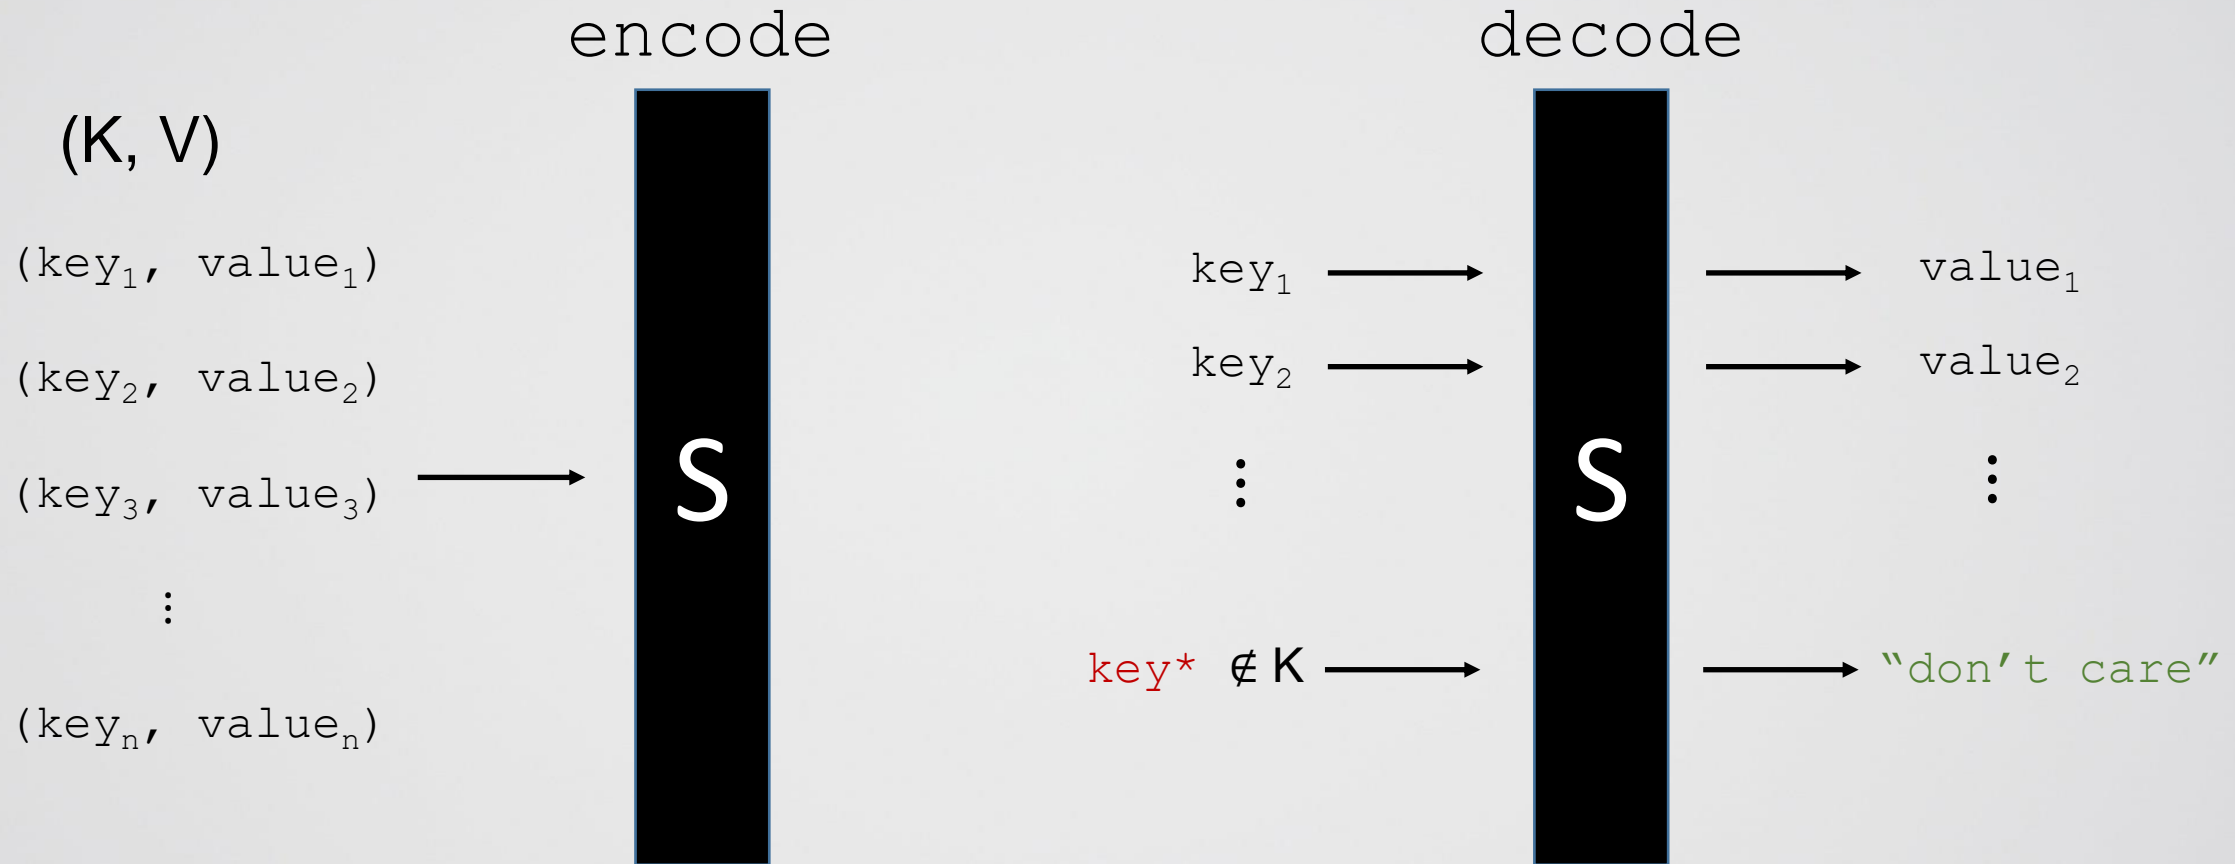 encode
decode
(K, V)
(key₁, value₁)
(key₂, value₂)
(key₃, value₃)
⋮
(keyₙ, valueₙ)
S
key₁
value₁
key₂
value₂
⋮
⋮
key* ∉ K
“don’t care”
S